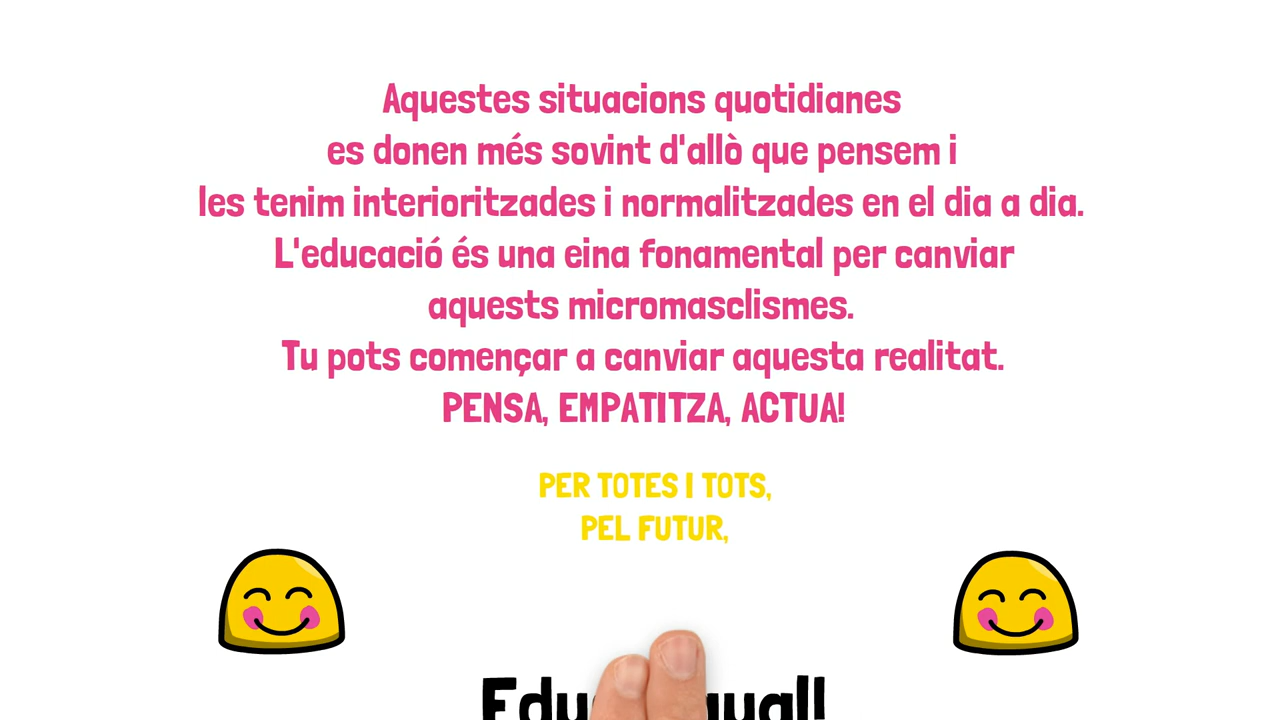 Aquestes situacions quotidianes
es donen més sovint d'allò que pensem i
les tenim interioritzades i normalitzades en el dia a dia.
L'educació és una eina fonamental per canviar
aquests micromasclismes.
Tu pots començar a canviar aquesta realitat.
PENSA, EMPATITZA, ACTUA!
PER TOTES I TOTS,
PEL FUTUR,